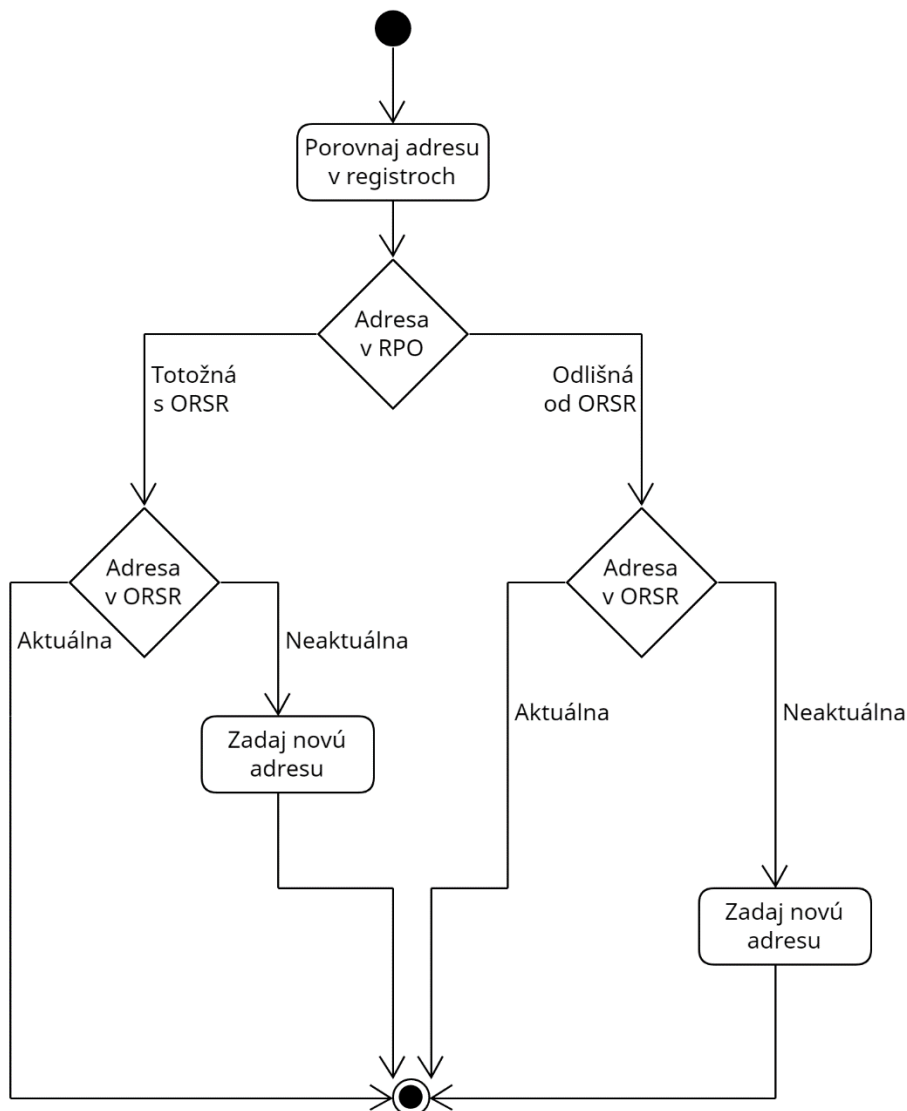 Porovnaj adresu
v registroch
Adresa
v RPO
Totožná
s ORSR
Odlišná
od ORSR
Adresa
v ORSR
Adresa
v ORSR
Aktuálna
Neaktuálna
Aktuálna
Neaktuálna
Zadaj novú
adresu
Zadaj novú
adresu